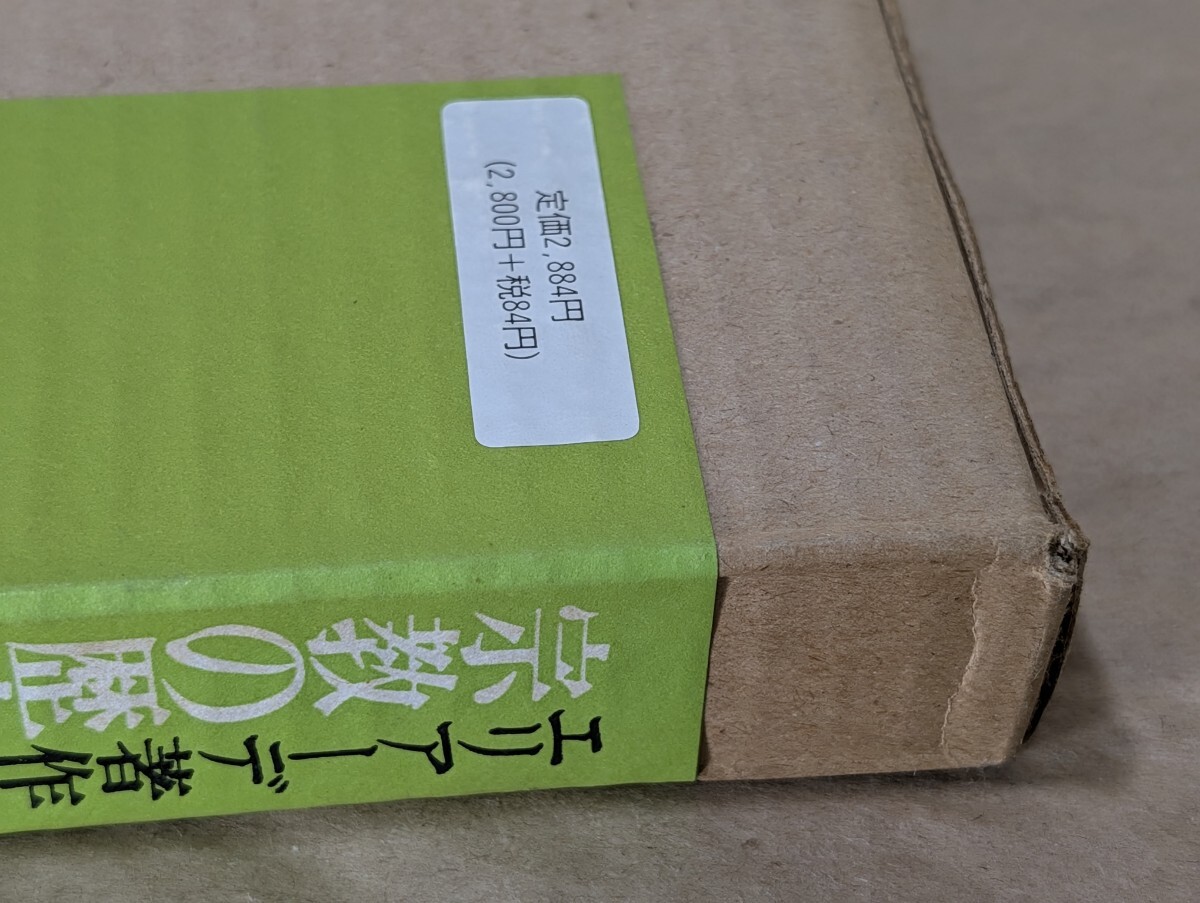 定価2,884円
(2,800円+税84円)
宗教の歴
エリアーデ著作